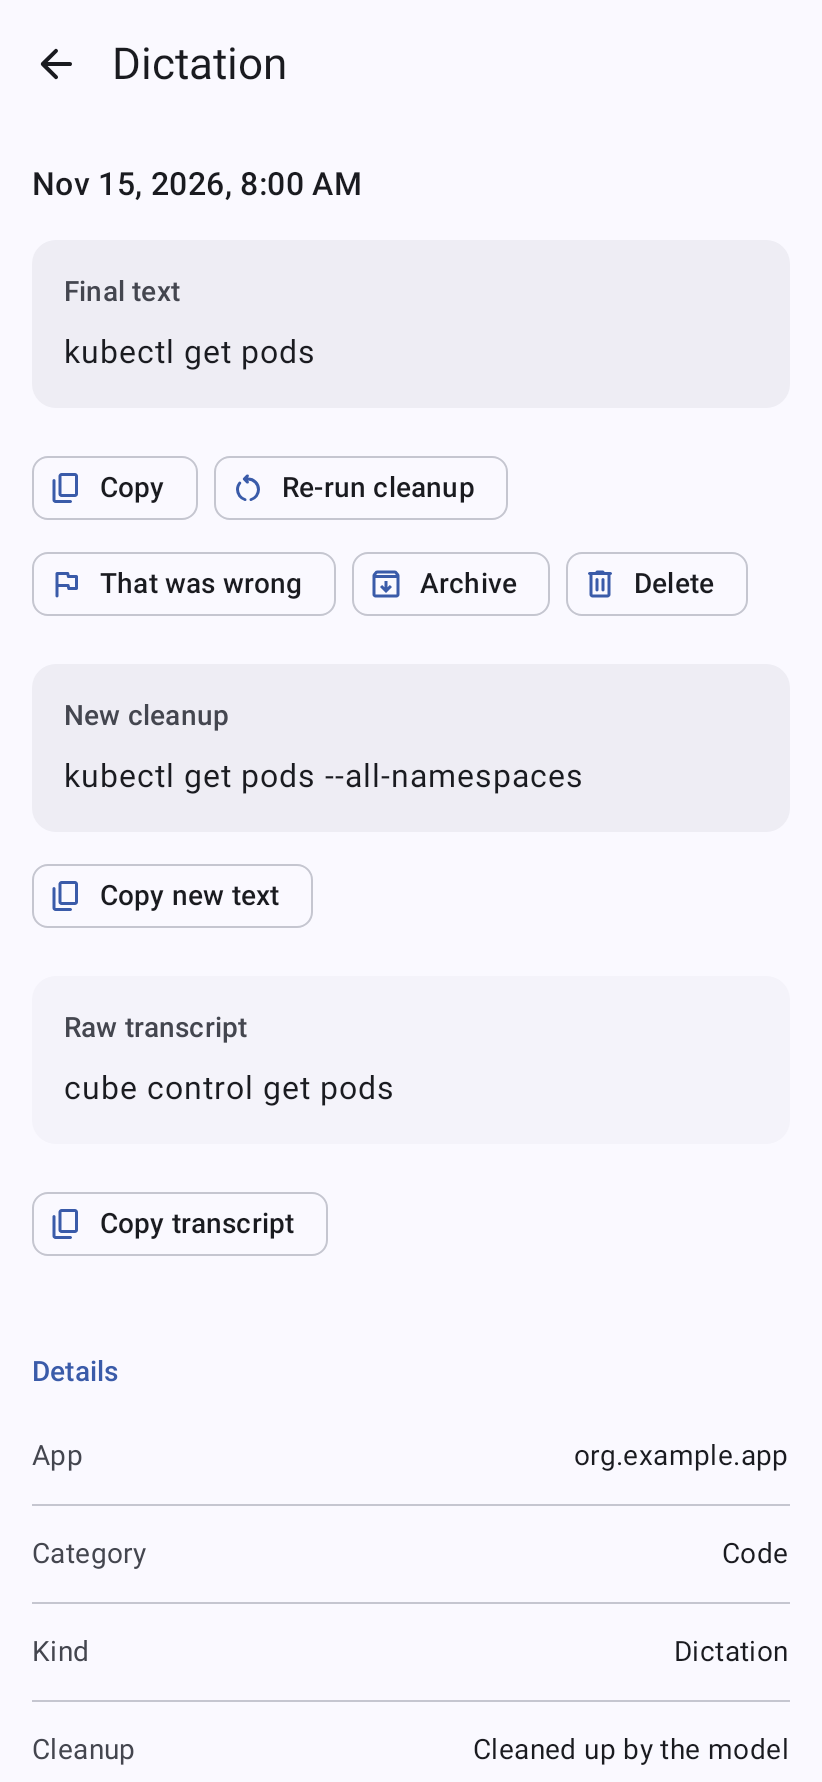 Dictation
Nov 15, 2026, 8:00 AM
Final text
kubectl get pods
Copy
Re-run cleanup
That was wrong
Archive
Delete
New cleanup
kubectl get pods --all-namespaces
Copy new text
Raw transcript
cube control get pods
Copy transcript
Details
App org.example.app
Category Code
Kind Dictation
Cleanup Cleaned up by the model